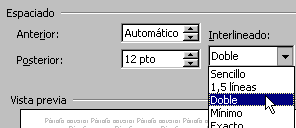 Espaciado
Anterior: Automático Interlineado:
Posterior: 12 pto Doble
Sencillo
1,5 líneas
Doble
Mínimo
Exacto
Vista previa